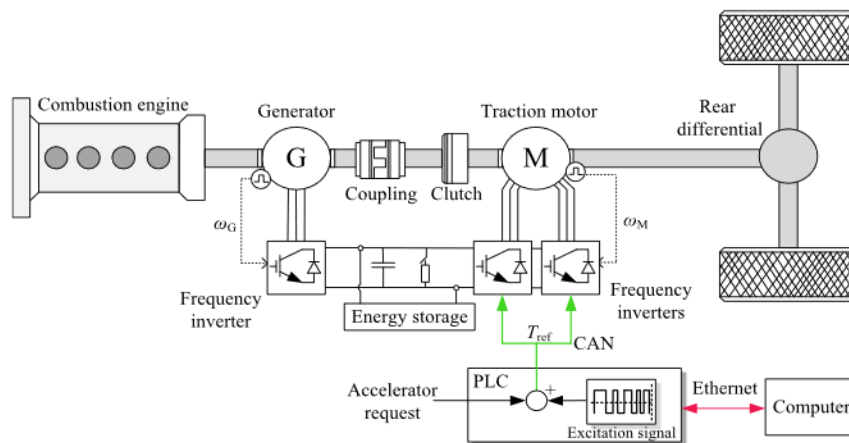 Combustion engine
Generator
Traction motor
Rear
differential
G
M
Coupling
Clutch
ωG
ωM
Frequency
inverter
Energy storage
Frequency
inverters
Tref
CAN
PLC
+
Accelerator
request
Excitation signal
Ethernet
Computer